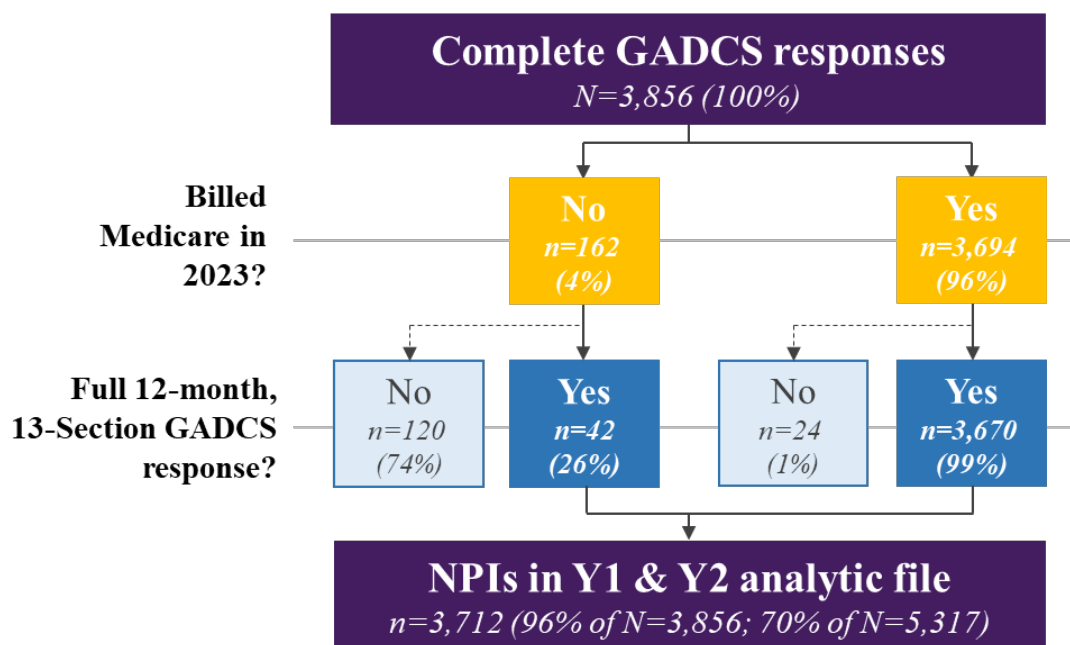 Complete GADCS responses
N=3,856 (100%)
Billed
Medicare in
2023?
No
n=162
(4%)
Yes
n=3,694
(96%)
Full 12-month,
13-Section GADCS
response?
No
n=120
(74%)
Yes
n=42
(26%)
No
n=24
(1%)
Yes
n=3,670
(99%)
NPIs in Y1 & Y2 analytic file
n=3,712 (96% of N=3,856; 70% of N=5,317)